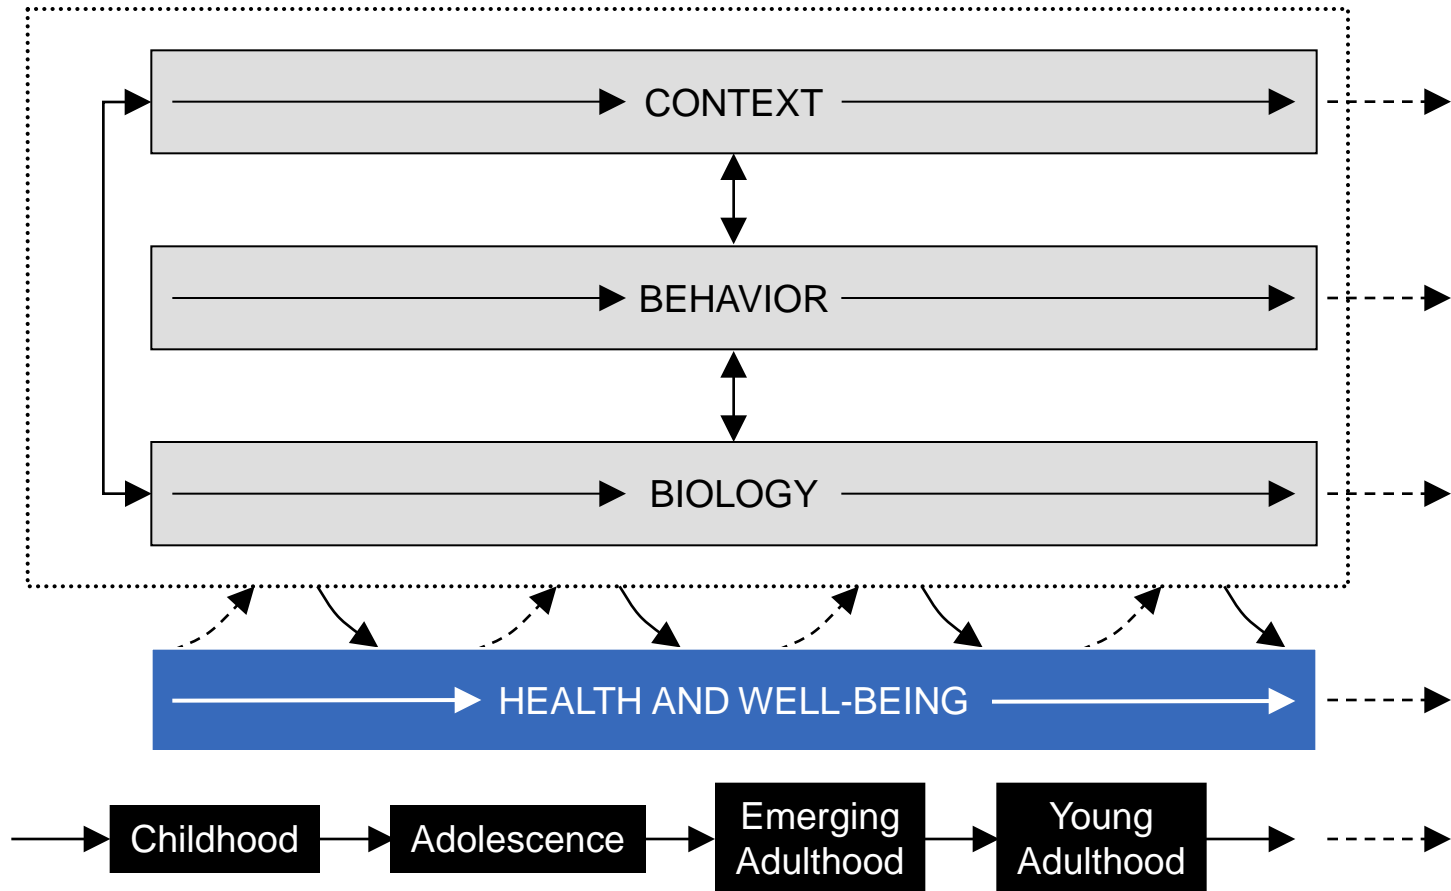 CONTEXT
BEHAVIOR
BIOLOGY
HEALTH AND WELL-BEING
Childhood
Adolescence
Emerging
Adulthood
Young
Adulthood